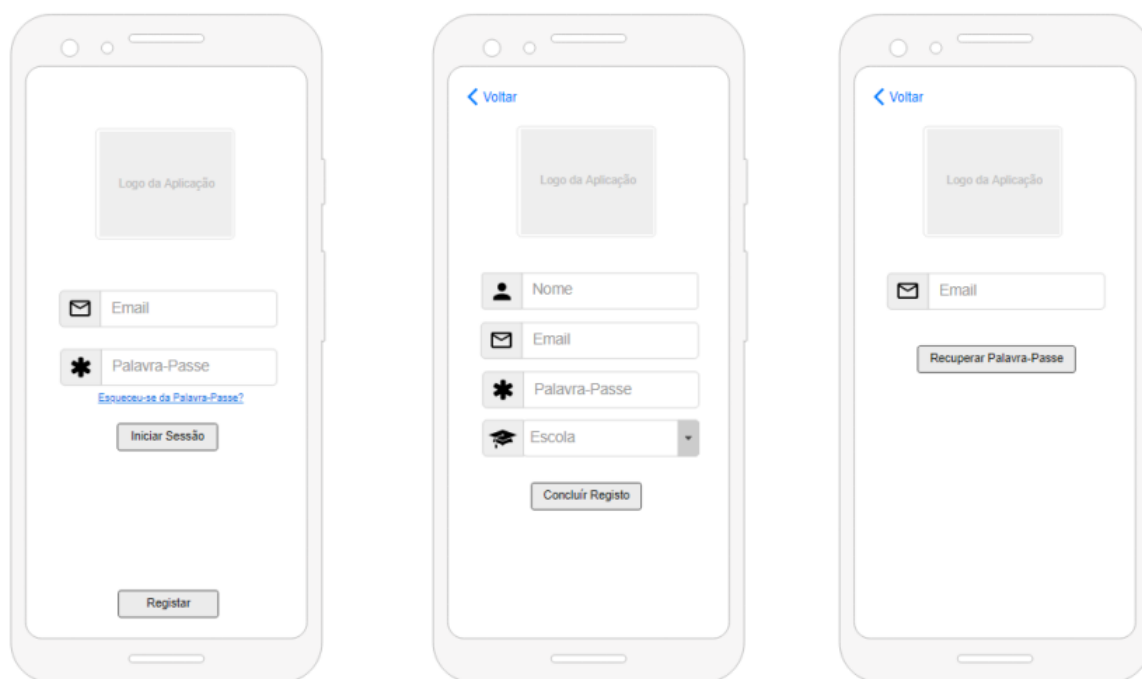 Logo da Aplicação
Email
Palavra-Passe
Esqueceu-se da Palavra-Passe?
Iniciar Sessão
Registar
Voltar
Logo da Aplicação
Nome
Email
Palavra-Passe
Escola
Concluír Registo
Voltar
Logo da Aplicação
Email
Recuperar Palavra-Passe